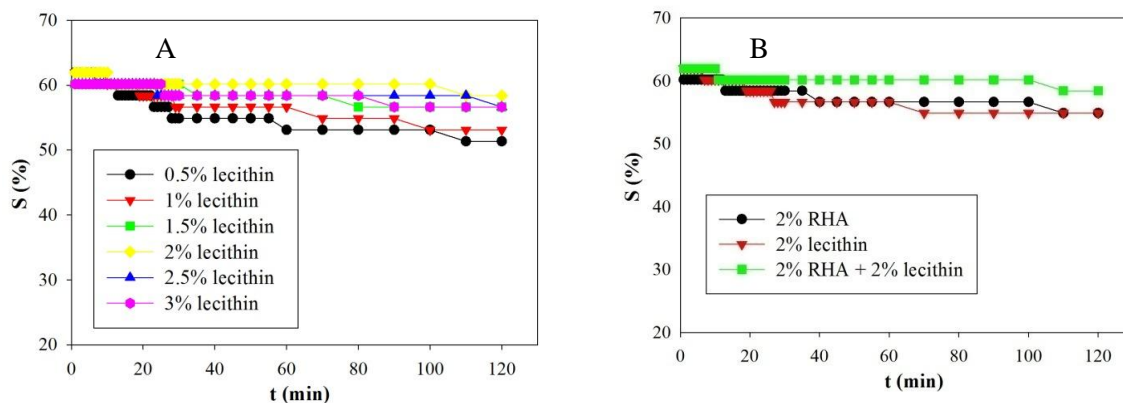 A
70
60
50
40
30
20
S (%)
0.5% lecithin
1% lecithin
1.5% lecithin
2% lecithin
2.5% lecithin
3% lecithin
0 20 40 60 80 100 120
t (min)
B
70
60
50
40
30
20
S (%)
2% RHA
2% lecithin
2% RHA + 2% lecithin
0 20 40 60 80 100 120
t (min)